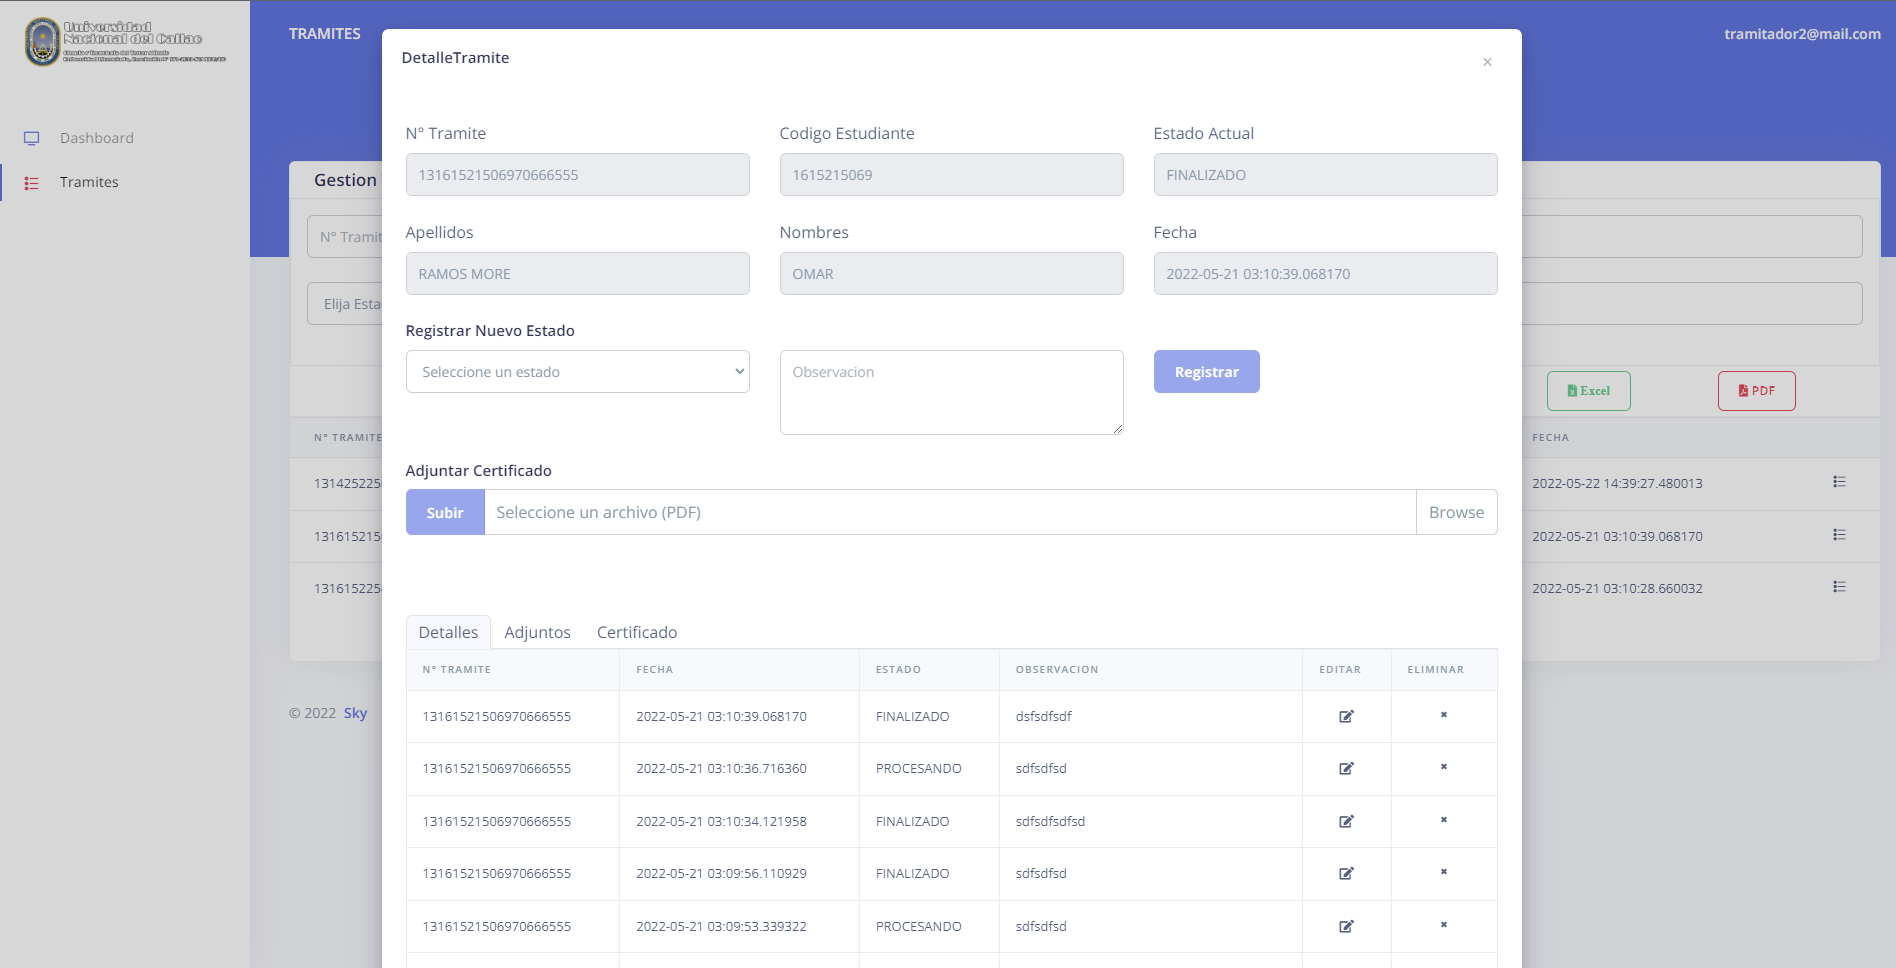 Universidad
Nacional del Callao
TRAMITES
tramitador2@mail.com
Dashboard
Tramites
DetalleTramite
×
N° Tramite
Codigo Estudiante
Estado Actual
13161521506970666555
1615215069
FINALIZADO
Apellidos
Nombres
Fecha
RAMOS MORE
OMAR
2022-05-21 03:10:39.068170
Registrar Nuevo Estado
Seleccione un estado
Observacion
Registrar
Adjuntar Certificado
Subir
Seleccione un archivo (PDF)
Browse
Detalles Adjuntos Certificado
N° TRAMITE FECHA ESTADO OBSERVACION EDITAR ELIMINAR
13161521506970666555 2022-05-21 03:10:39.068170 FINALIZADO dsfsdfsdf
13161521506970666555 2022-05-21 03:10:36.716360 PROCESANDO sdfsdfsd
13161521506970666555 2022-05-21 03:10:34.121958 FINALIZADO sdfsdfsdfsd
13161521506970666555 2022-05-21 03:09:56.110929 FINALIZADO sdfsdfsd
13161521506970666555 2022-05-21 03:09:53.339322 PROCESANDO sdfsdfsd
Gestion
N° Tramit
Elija Esta
Excel
PDF
N° TRAMITE
FECHA
131425225
2022-05-22 14:39:27.480013
131615215
2022-05-21 03:10:39.068170
131615225
2022-05-21 03:10:28.660032
© 2022 Sky